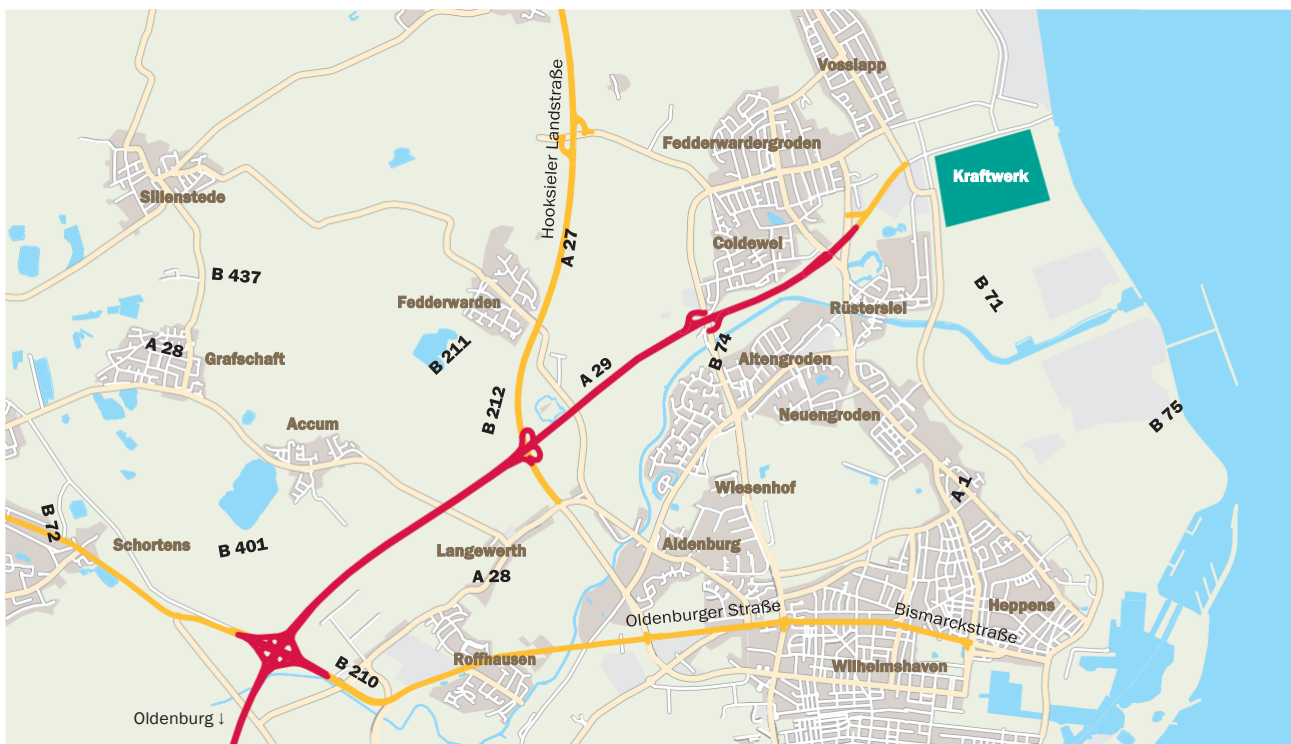 Vosslapp
Hooksieler Landstraße
Fedderwardergroden
Kraftwerk
Sillenstede
A 27
Coldewei
B 437
B 71
Fedderwarden
Rüstersiel
A 28
B 211
Grafschaft
B 74
Altengroden
A 29
B 212
Neuengroden
B 75
Accum
Wiesenhof
A 1
B 72
Schortens
B 401
Langewerth
Aldenburg
A 28
Oldenburger Straße
Bismarckstraße
Heppens
Roffhausen
B 210
Wilhelmshaven
Oldenburg ↓